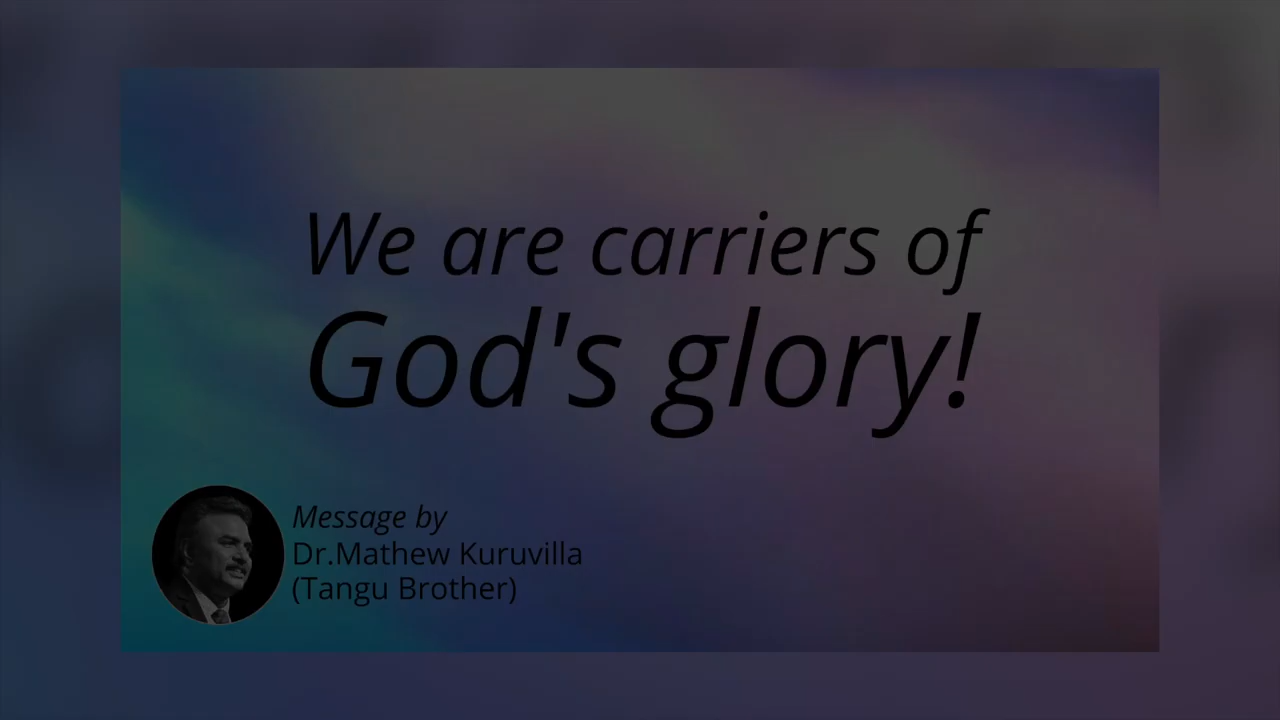 We are carriers of
God's glory!
Message by
Dr.Mathew Kuruvilla
(Tangu Brother)